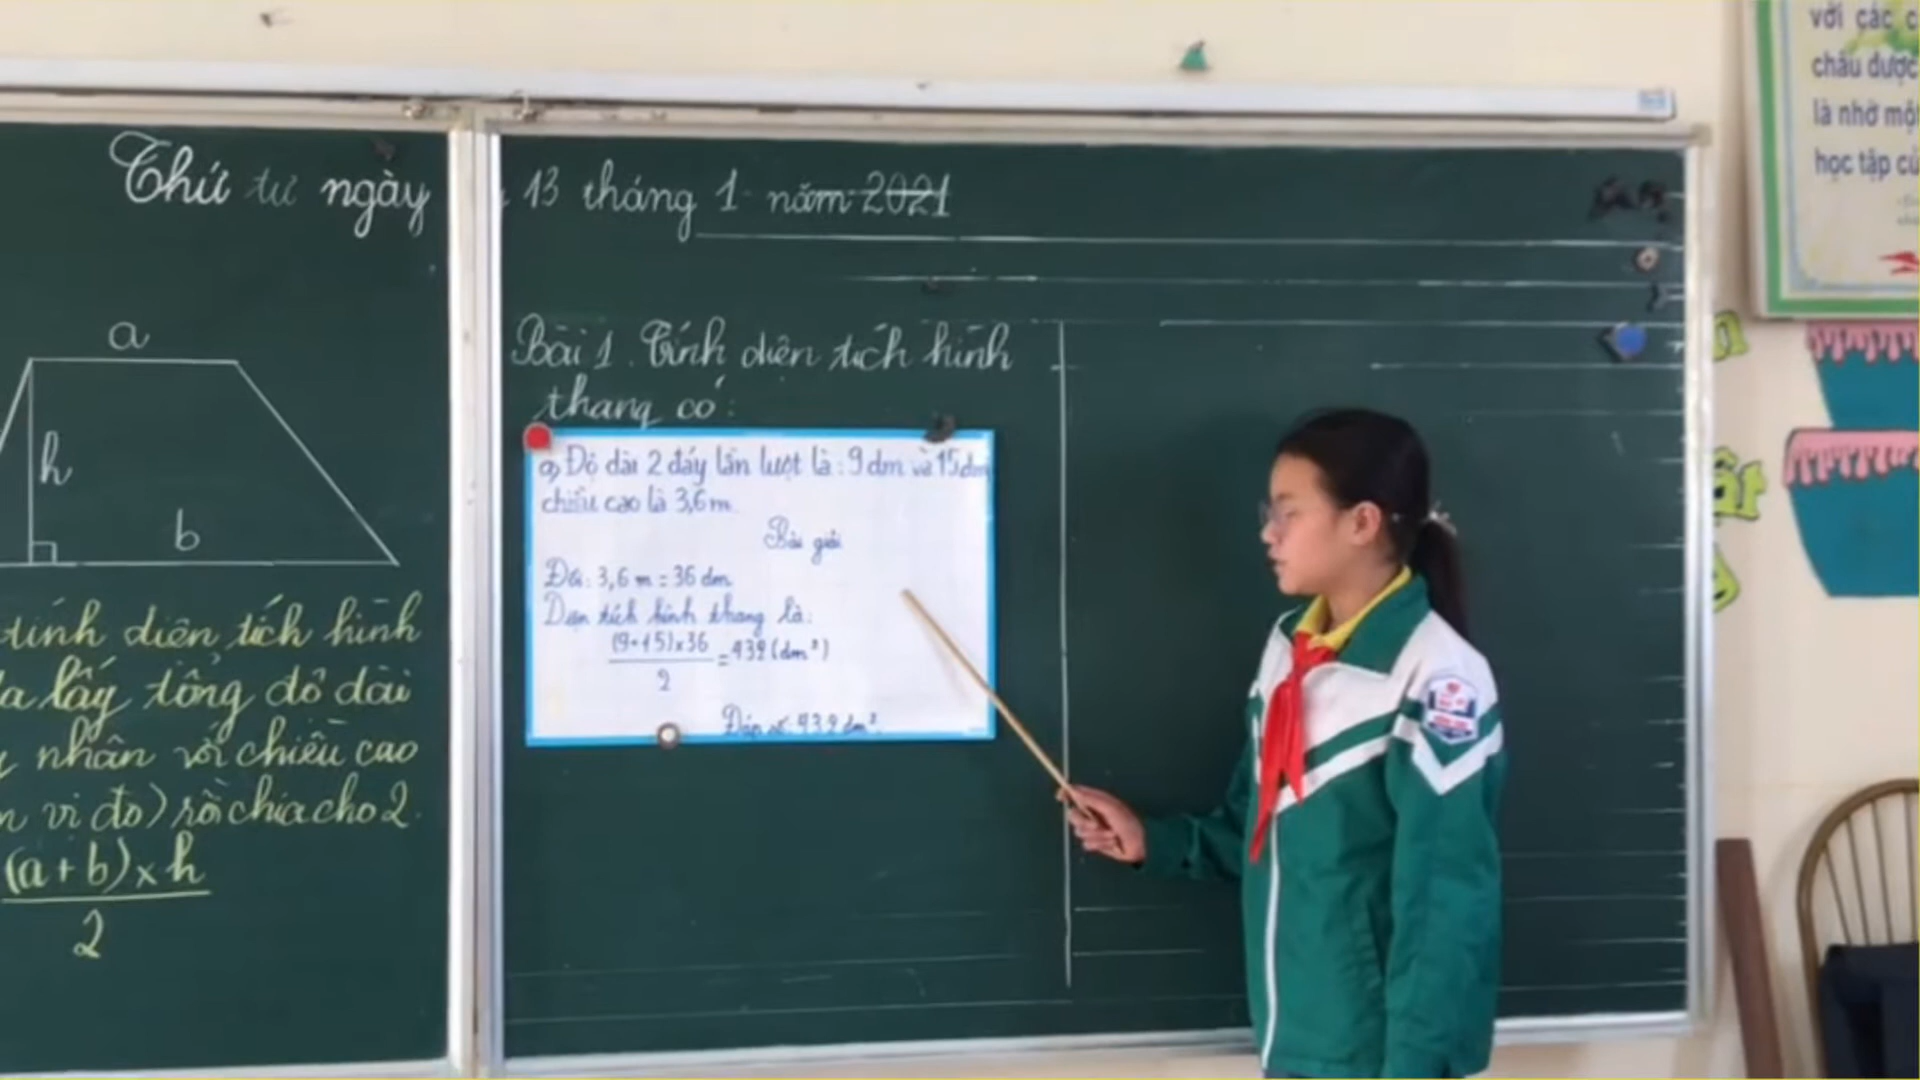 Thứ tư ngày 13 tháng 1 năm 2021
a
h
b
tính diện tích hình
a lấy tổng độ dài
nhân với chiều cao
vị đo) rồi chia cho 2.
(a + b) x h
2
Bài 1. Tính diện tích hình
thang có:
a, Độ dài 2 đáy lần lượt là: 9 dm và 15 dm
chiều cao là 3,6 m
Bài giải
Đổi: 3,6 m = 36 dm
Diện tích hình thang là:
(9+15)x36
2
= 432 (dm²)
Đáp số: 432 dm²
với các c
cháu được
là nhờ một
học tập củ